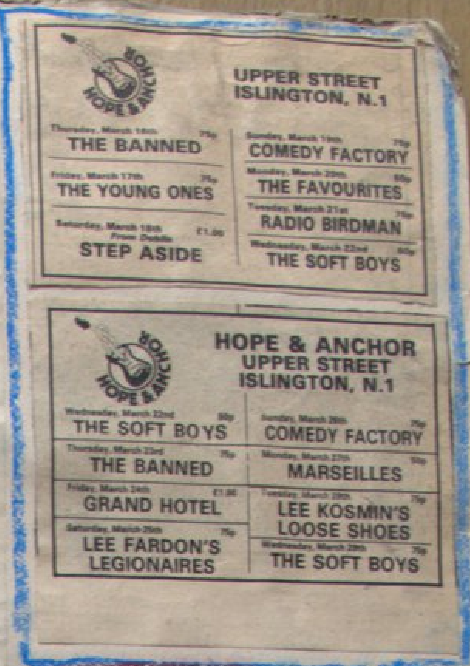 HOPE & ANCHOR
UPPER STREET
ISLINGTON, N.1
Thursday, March 16th 75p
THE BANNED
Friday, March 17th 75p
THE YOUNG ONES
Saturday, March 18th £1.00
From Dublin
STEP ASIDE
Sunday, March 19th 75p
COMEDY FACTORY
Monday, March 20th
THE FAVOURITES
Tuesday, March 21st 75p
RADIO BIRDMAN
Wednesday, March 22nd
THE SOFT BOYS
HOPE & ANCHOR
HOPE & ANCHOR
UPPER STREET
ISLINGTON, N.1
Wednesday, March 22nd
THE SOFT BOYS
Thursday, March 23rd 75p
THE BANNED
Friday, March 24th £1.00
GRAND HOTEL
Saturday, March 25th 75p
LEE FARDON'S
LEGIONAIRES
Sunday, March 26th 75p
COMEDY FACTORY
Monday, March 27th
MARSEILLES
Tuesday, March 28th 75p
LEE KOSMIN'S
LOOSE SHOES
Wednesday, March 29th 75p
THE SOFT BOYS